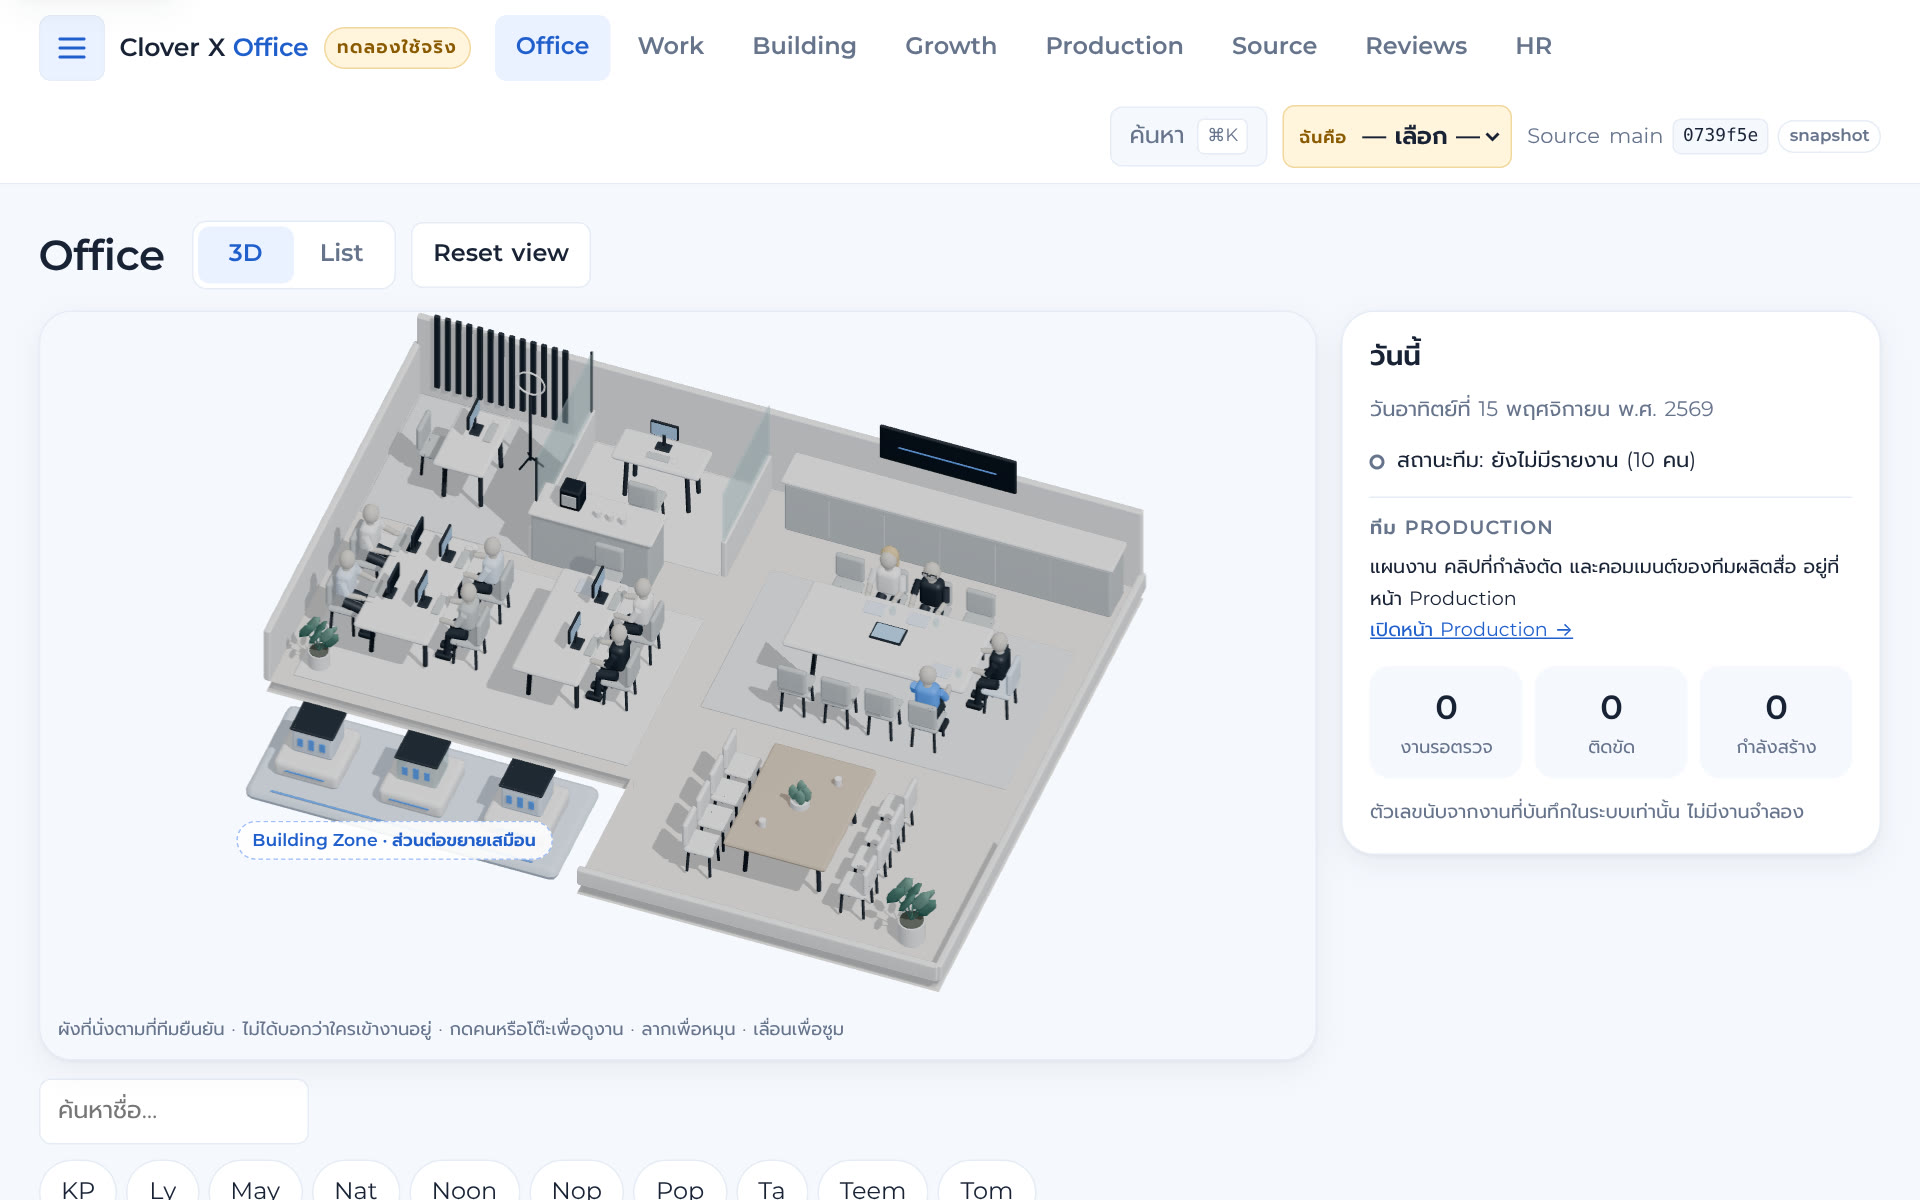 Clover X Office ทดลองใช้จริง Office Work Building Growth Production Source Reviews HR
ค้นหา ⌘K ฉันคือ — เลือก — Source main 0739f5e snapshot
Office 3D List Reset view
Building Zone · ส่วนต่อขยายเสมือน
ผังที่นั่งตามที่ทีมยืนยัน · ไม่ได้บอกว่าใครเข้างานอยู่ · กดคนหรือโต๊ะเพื่อดูงาน · ลากเพื่อหมุน · เลื่อนเพื่อซูม
วันนี้
วันอาทิตย์ที่ 15 พฤศจิกายน พ.ศ. 2569
สถานะทีม: ยังไม่มีรายงาน (10 คน)
ทีม PRODUCTION
แผนงาน คลิปที่กำลังตัด และคอมเมนต์ของทีมผลิตสื่อ อยู่ที่
หน้า Production
เปิดหน้า Production →
0 0 0
งานรอตรวจ ติดขัด กำลังสร้าง
ตัวเลขนับจากงานที่บันทึกในระบบเท่านั้น ไม่มีงานจำลอง
ค้นหาชื่อ...
KP Ly May Nat Noon Nop Pop Ta Teem Tom